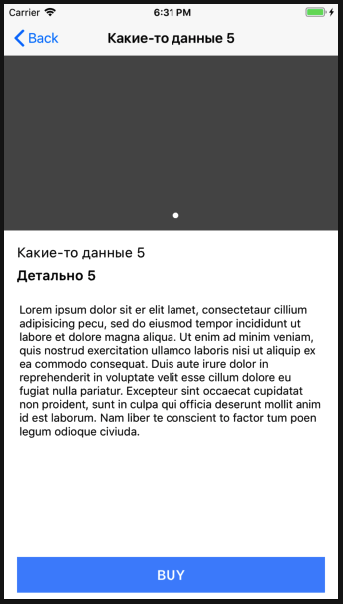 Carrier 6:31 PM
Back Какие-то данные 5
Какие-то данные 5
Детально 5
Lorem ipsum dolor sit er elit lamet, consectetaur cillium
adipisicing pecu, sed do eiusmod tempor incididunt ut
labore et dolore magna aliqua. Ut enim ad minim veniam,
quis nostrud exercitation ullamco laboris nisi ut aliquip ex
ea commodo consequat. Duis aute irure dolor in
reprehenderit in voluptate velit esse cillum dolore eu
fugiat nulla pariatur. Excepteur sint occaecat cupidatat
non proident, sunt in culpa qui officia deserunt mollit anim
id est laborum. Nam liber te conscient to factor tum poen
legum odioque civiuda.
BUY